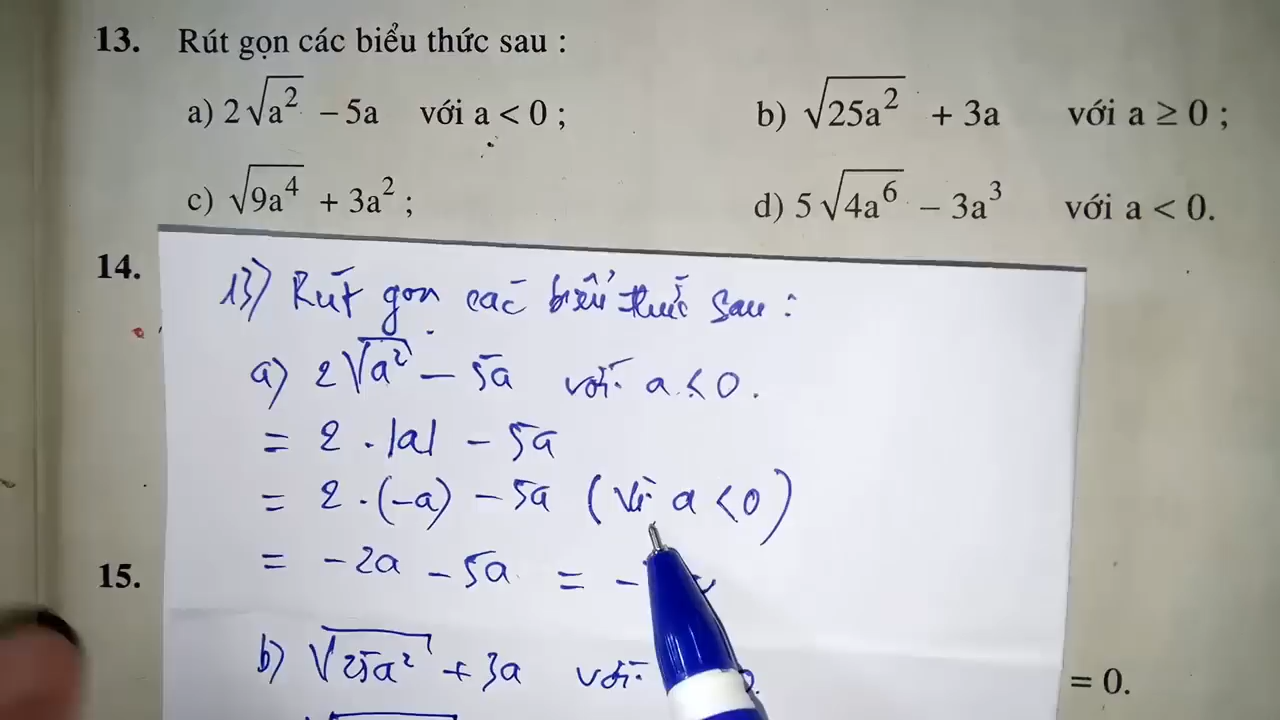 13. Rút gọn các biểu thức sau :
a) 2√a² – 5a với a < 0 ; b) √25a² + 3a với a ≥ 0 ;
c) √9a⁴ + 3a² ; d) 5√4a⁶ – 3a³ với a < 0.
14.
13) Rút gọn các biểu thức sau :
a) 2√a² – 5a với a < 0.
= 2 . |a| – 5a
= 2 . (–a) – 5a (vì a < 0)
15.
= –2a – 5a = –
b) √25a² + 3a với
= 0.